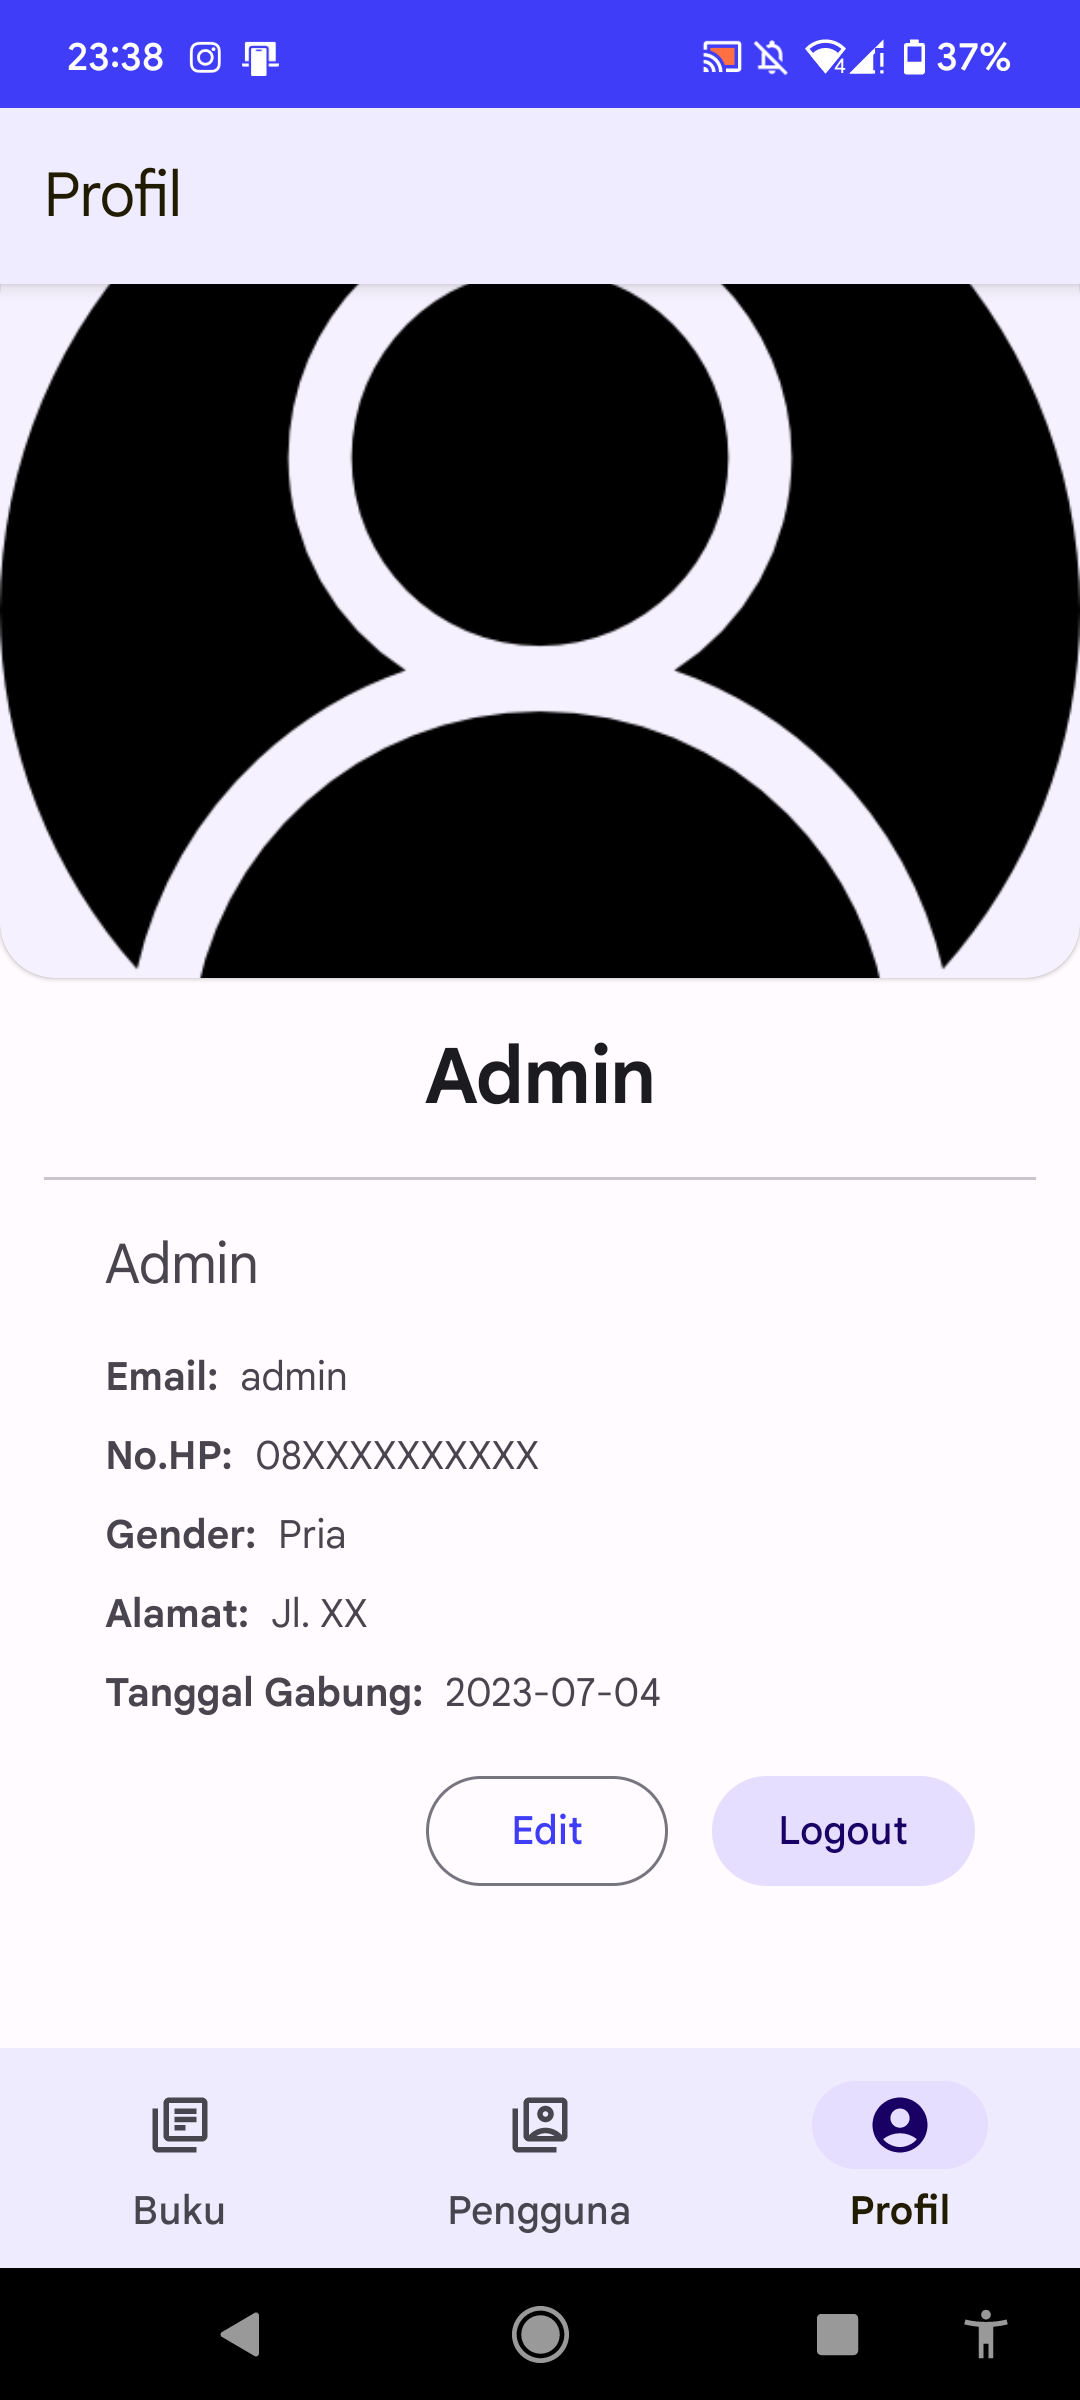 23:38 4 37%
Profil
Admin
Admin
Email: admin
No.HP: 08XXXXXXXXXX
Gender: Pria
Alamat: Jl. XX
Tanggal Gabung: 2023-07-04
Edit Logout
Buku Pengguna Profil